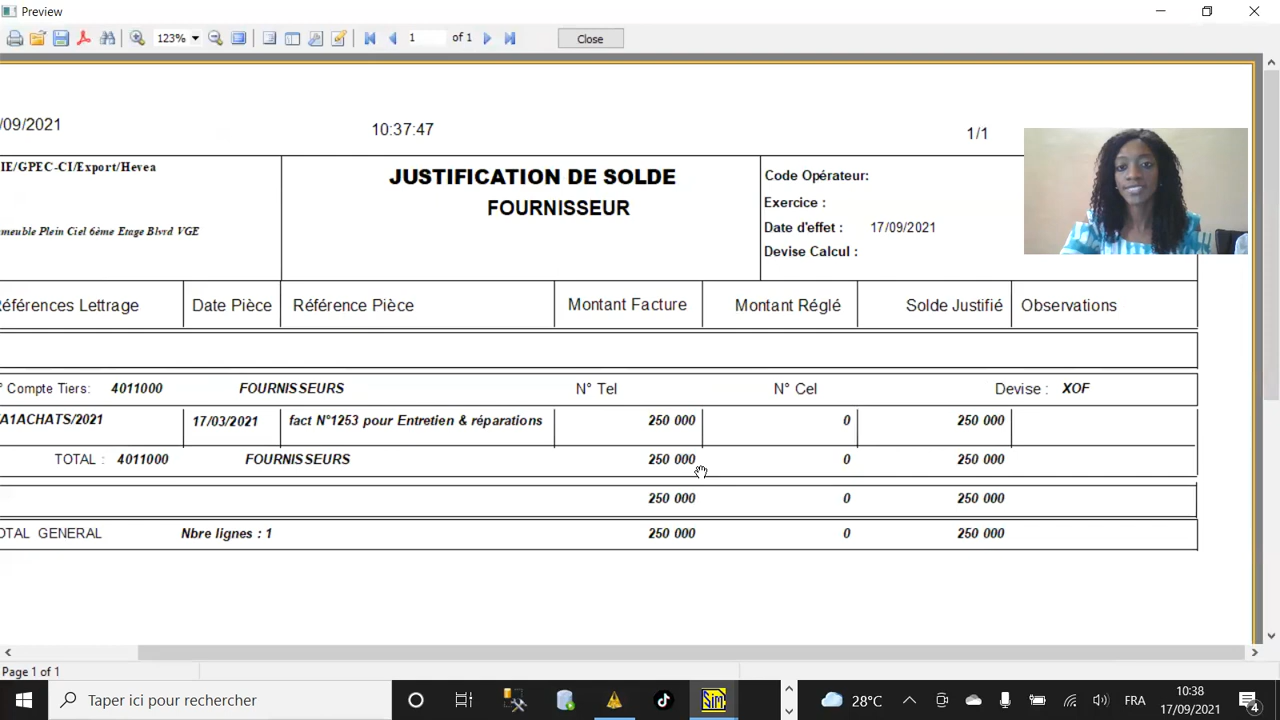 Preview
123%
1 of 1
Close
/09/2021 10:37:47 1/1
IE/GPEC-CI/Export/Hevea
meuble Plein Ciel 6ème Etage Blvrd VGE
JUSTIFICATION DE SOLDE
FOURNISSEUR
Code Opérateur:
Exercice :
Date d'effet : 17/09/2021
Devise Calcul :
éférences Lettrage Date Pièce Référence Pièce Montant Facture Montant Réglé Solde Justifié Observations
° Compte Tiers: 4011000 FOURNISSEURS N° Tel N° Cel Devise : XOF
A1ACHATS/2021 17/03/2021 fact N°1253 pour Entretien & réparations 250 000 0 250 000
TOTAL : 4011000 FOURNISSEURS 250 000 0 250 000
250 000 0 250 000
OTAL GENERAL Nbre lignes : 1 250 000 0 250 000
Page 1 of 1
Taper ici pour rechercher
Sim
28°C
FRA
10:38
17/09/2021
4